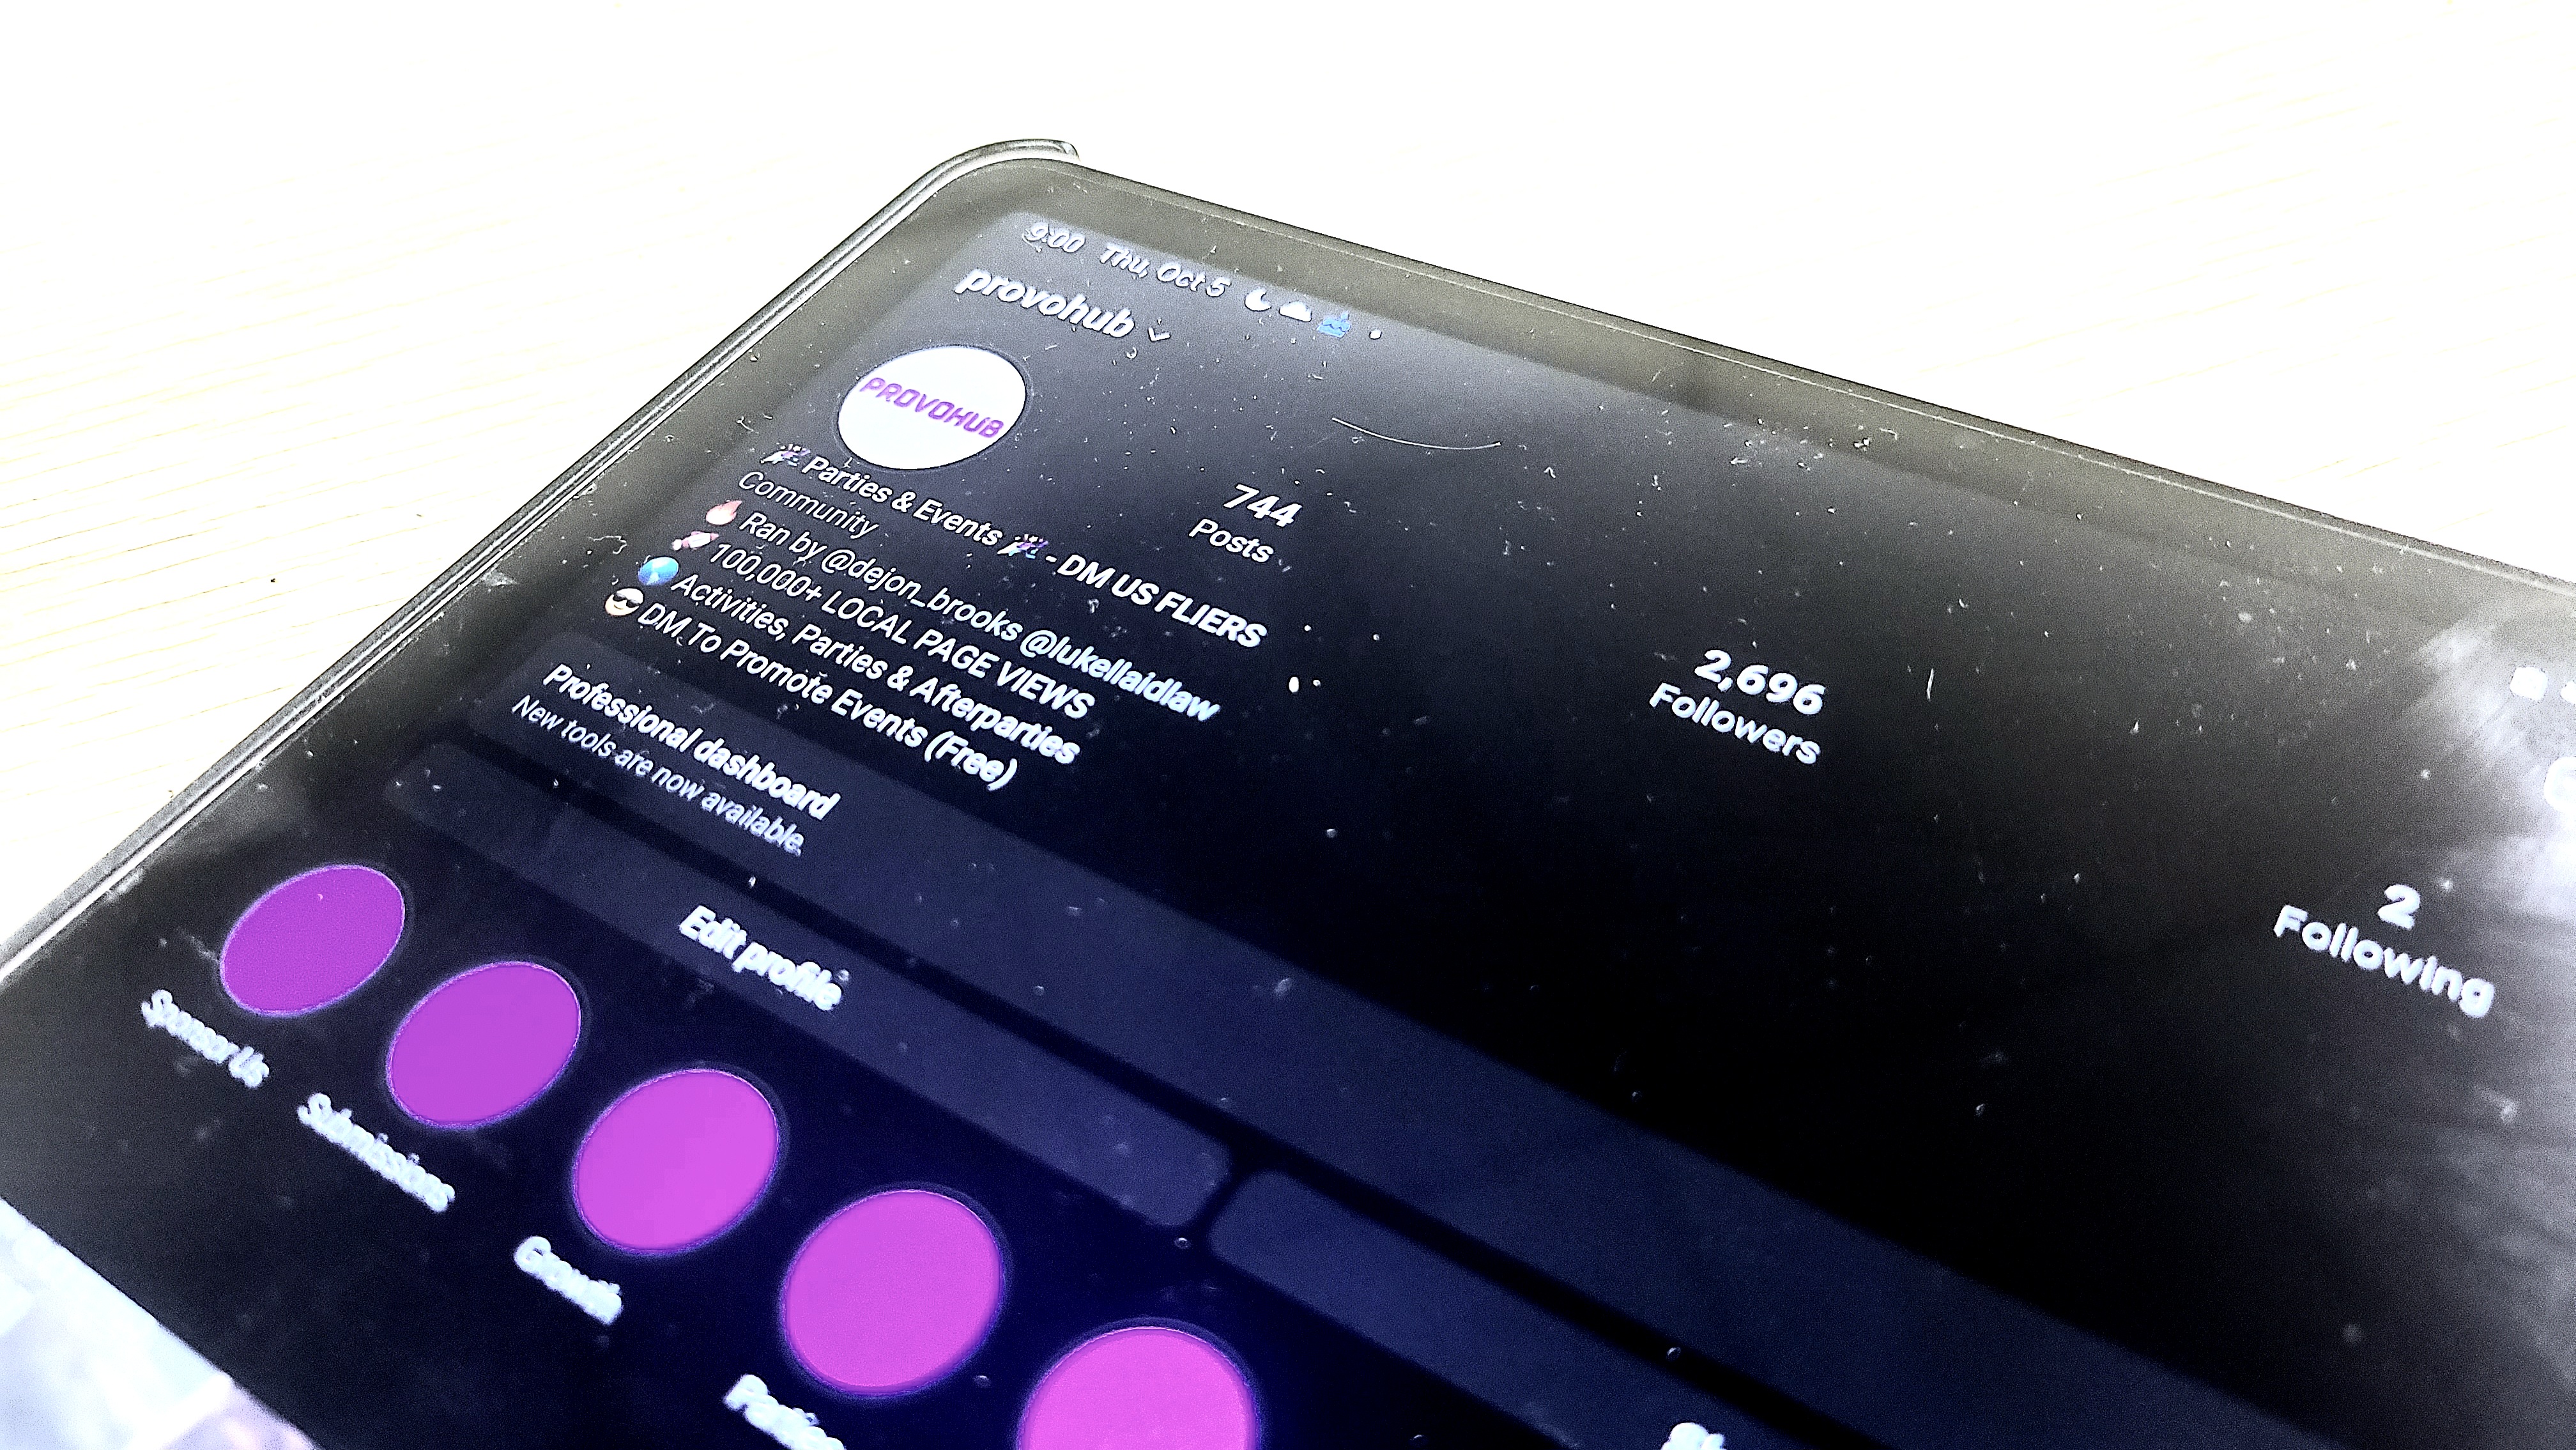 9:00 Thu, Oct 5
provohub
PROVOHUB
744
Posts
2,696
Followers
2
Following
🎉 Parties & Events 🎉 - DM US FLIERS
Community
🔥 Ran by @dejon_brooks @lukellaidlaw
100,000+ LOCAL PAGE VIEWS
Activities, Parties & Afterparties
😎 DM To Promote Events (Free)
Professional dashboard
New tools are now available.
Edit profile
Sponsor Us
Submissions
Growth
Parties